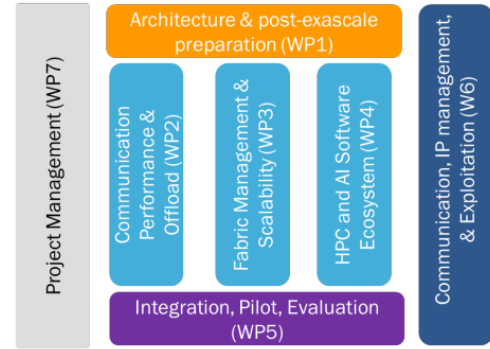 Project Management (WP7)
Architecture & post-exascale
preparation (WP1)
Communication
Performance &
Offload (WP2)
Fabric Management &
Scalability (WP3)
HPC and AI Software
Ecosystem (WP4)
Integration, Pilot, Evaluation
(WP5)
Communication, IP management,
& Exploitation (W6)